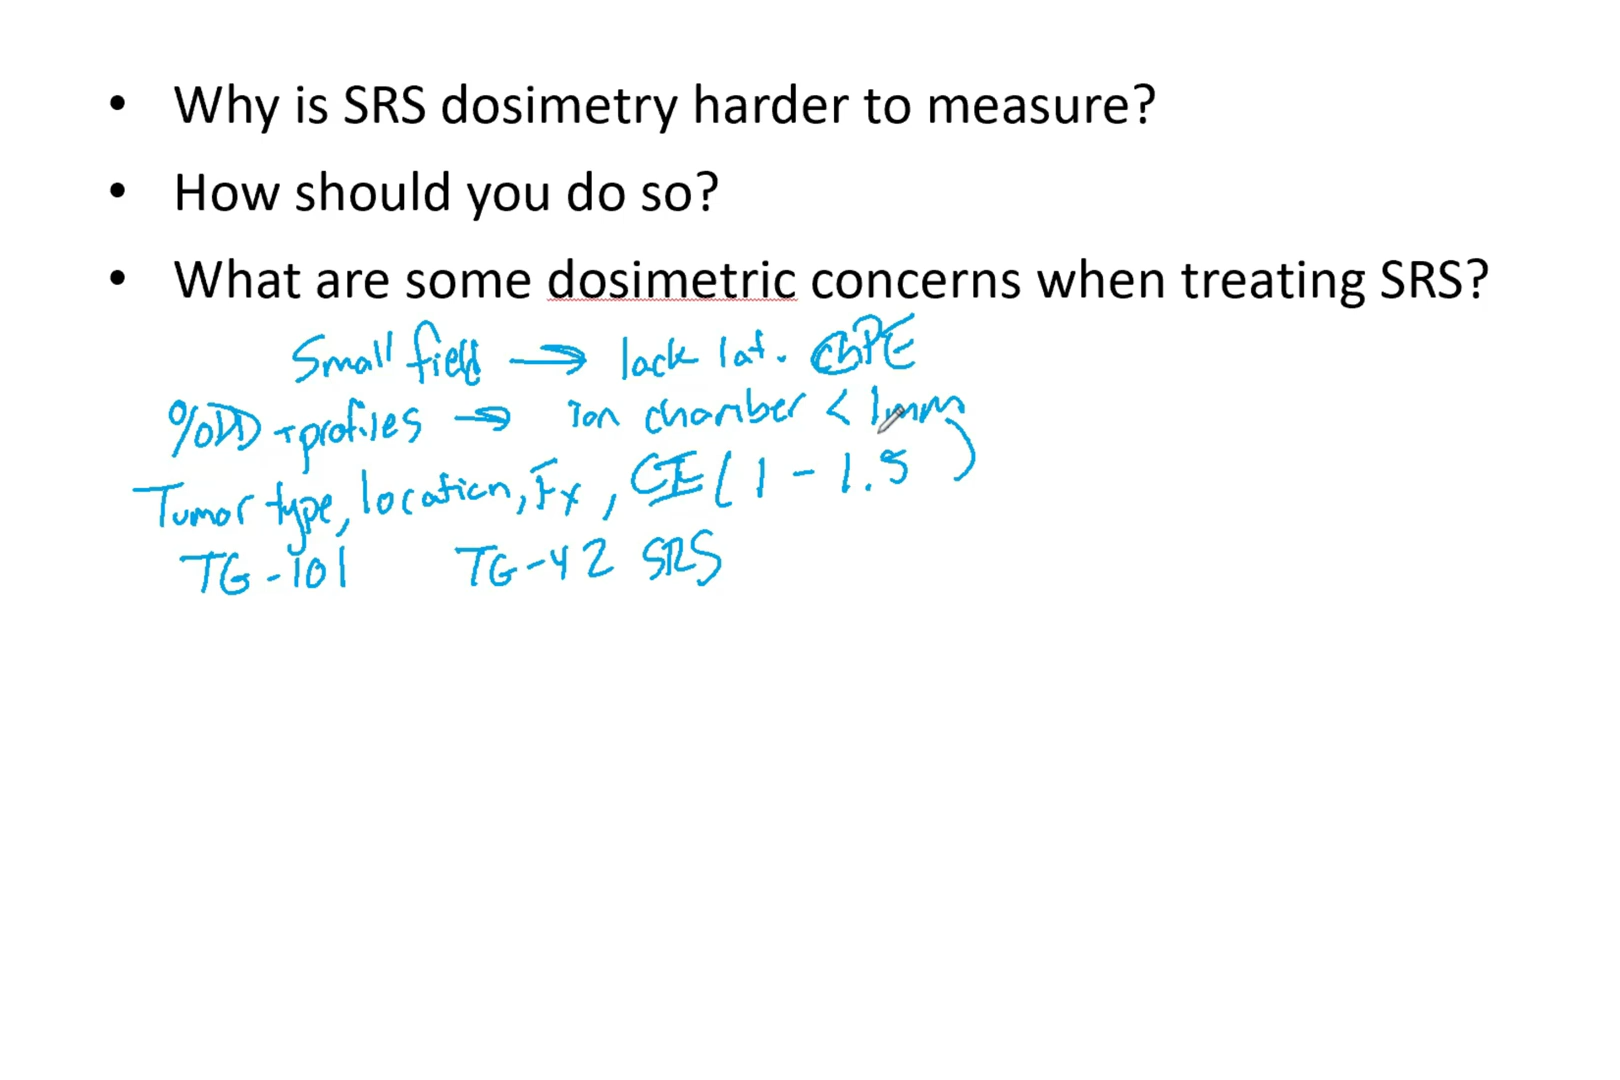 • Why is SRS dosimetry harder to measure?
• How should you do so?
• What are some dosimetric concerns when treating SRS?
Small field → lack lat. CPE
%DD + profiles → ion chamber < 1mm
Tumor type, location, Fx, CI (1 - 1.5)
TG-101 TG-42 SRS